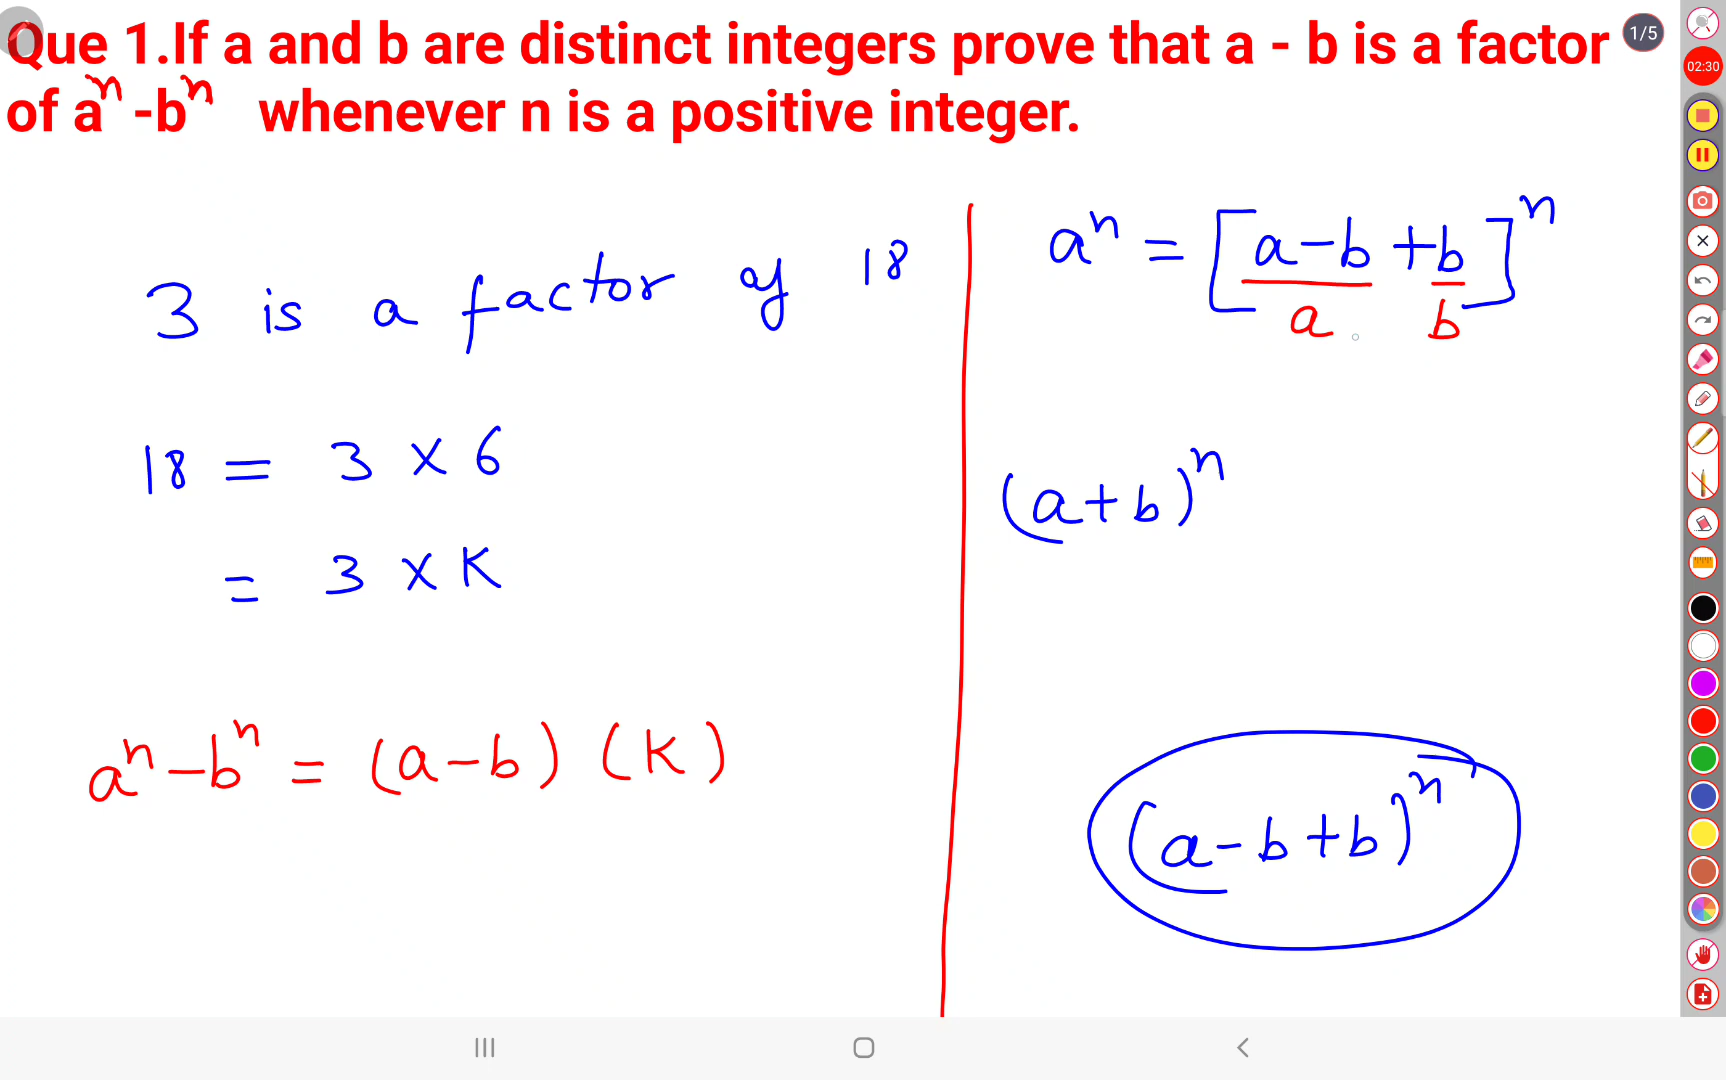 Que 1.If a and b are distinct integers prove that a - b is a factor
of aⁿ -bⁿ whenever n is a positive integer.
1/5
02:30
3 is a factor of 18
18 = 3 × 6
= 3 × K
aⁿ-bⁿ = (a-b) (K)
aⁿ = [a-b+b]ⁿ
a b
(a+b)ⁿ
(a-b+b)ⁿ